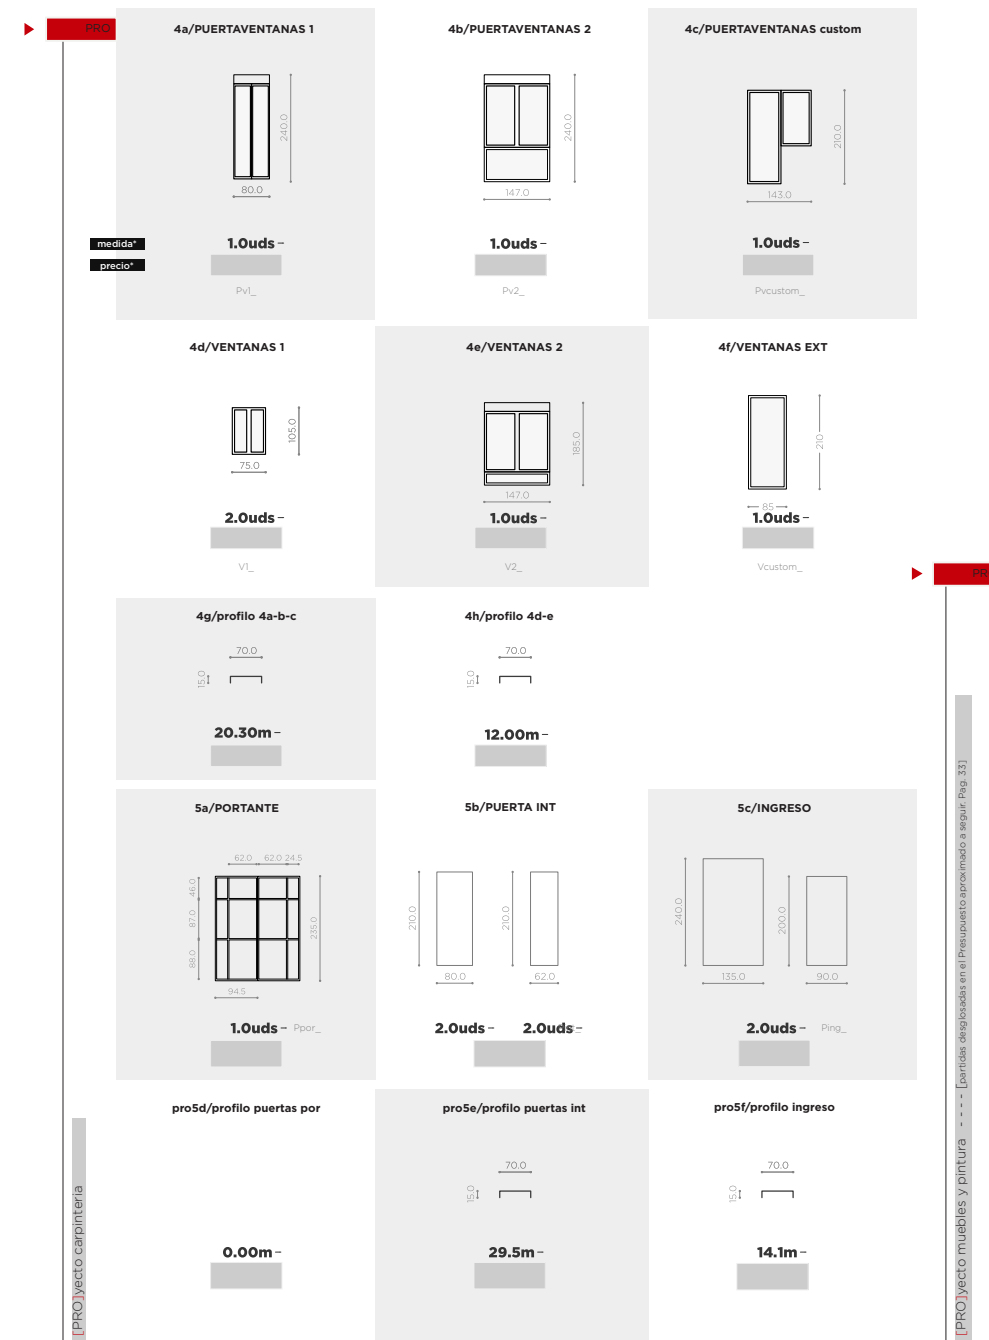 PRO
4a/PUERTAVENTANAS 1
4b/PUERTAVENTANAS 2
4c/PUERTAVENTANAS custom
240.0
80.0
240.0
147.0
210.0
143.0
medida*
precio*
1.0uds –
1.0uds –
1.0uds –
Pv1_
Pv2_
Pvcustom_
4d/VENTANAS 1
4e/VENTANAS 2
4f/VENTANAS EXT
105.0
75.0
185.0
147.0
210
85
2.0uds –
1.0uds –
1.0uds –
V1_
V2_
Vcustom_
PR
4g/profilo 4a-b-c
4h/profilo 4d-e
70.0
15.0
70.0
15.0
20.30m –
12.00m –
5a/PORTANTE
5b/PUERTA INT
5c/INGRESO
62.0 62.0 24.5
46.0
87.0
88.0
235.0
94.5
210.0
80.0
210.0
62.0
240.0
135.0
200.0
90.0
1.0uds – Ppor_
2.0uds –
2.0uds –
2.0uds – Ping_
pro5d/profilo puertas por
pro5e/profilo puertas int
pro5f/profilo ingreso
70.0
15.0
70.0
15.0
0.00m –
29.5m –
14.1m –
[PRO]yecto carpinteria
[PRO]yecto muebles y pintura - - - - [partidas desglosadas en el Presupuesto aproximado a seguir. Pag. 33]